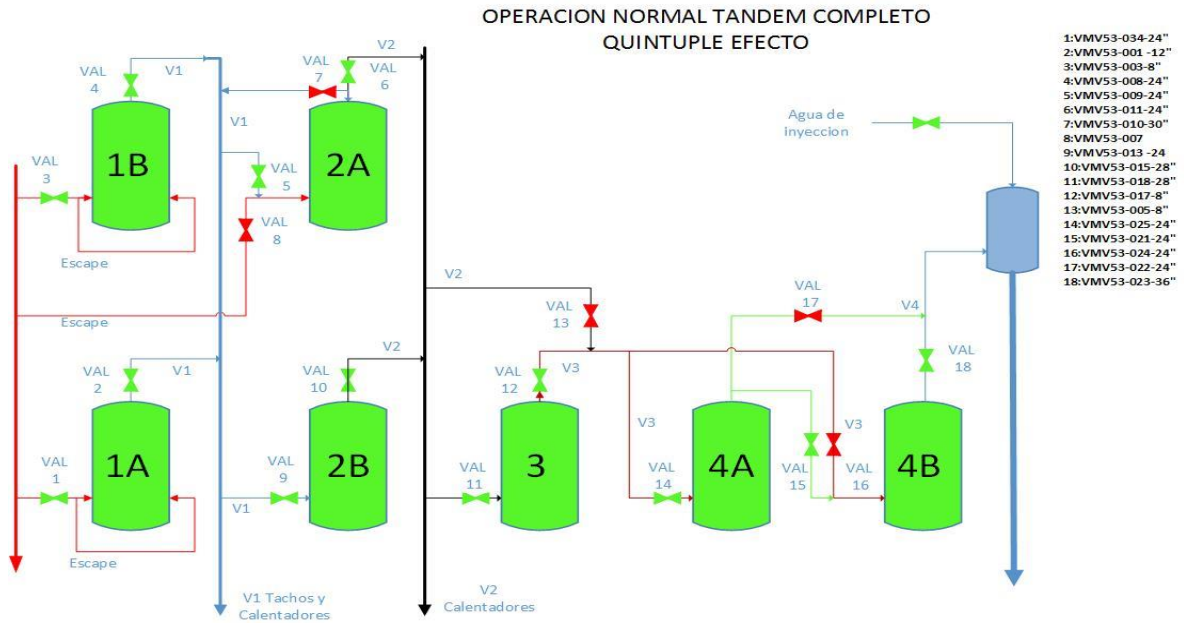 OPERACION NORMAL TANDEM COMPLETO
QUINTUPLE EFECTO
1:VMV53-034-24"
2:VMV53-001 -12"
3:VMV53-003-8"
4:VMV53-008-24"
5:VMV53-009-24"
6:VMV53-011-24"
7:VMV53-010-30"
8:VMV53-007
9:VMV53-013 -24
10:VMV53-015-28"
11:VMV53-018-28"
12:VMV53-017-8"
13:VMV53-005-8"
14:VMV53-025-24"
15:VMV53-021-24"
16:VMV53-024-24"
17:VMV53-022-24"
18:VMV53-023-36"
VAL
4
V1
VAL
7
V2
VAL
6
VAL
3
1B
V1
VAL
5
2A
VAL
8
Escape
Escape
Agua de
inyeccion
V2
VAL
13
VAL
17
V4
VAL
2
V1
VAL
10
V2
VAL
12
V3
VAL
18
VAL
1
1A
VAL
9
V1
2B
VAL
11
3
V3
VAL
14
4A
VAL
15
V3
VAL
16
4B
Escape
V1 Tachos y
Calentadores
V2
Calentadores